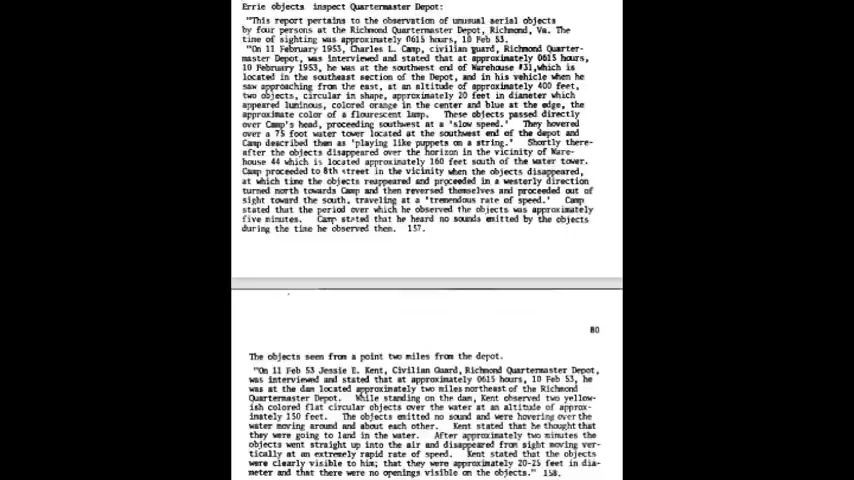 Errie objects inspect Quartermaster Depot:
"This report pertains to the observation of unusual aerial objects
by four persons at the Richmond Quartermaster Depot, Richmond, Va. The
time of sighting was approximately 0615 hours, 10 Feb 53.
"On 11 February 1953, Charles L. Camp, civilian guard, Richmond Quarter-
master Depot, was interviewed and stated that at approximately 0615 hours,
10 February 1953, he was at the southwest end of Warehouse #31,which is
located in the southeast section of the Depot, and in his vehicle when he
saw approaching from the east, at an altitude of approximately 400 feet,
two objects, circular in shape, approximately 20 feet in diameter which
appeared luminous, colored orange in the center and blue at the edge, the
approximate color of a flourescent lamp. These objects passed directly
over Camp's head, proceeding southwest at a 'slow speed.' They hovered
over a 75 foot water tower located at the southwest end of the depot and
Camp described them as 'playing like puppets on a string.' Shortly there-
after the objects disappeared over the horizon in the vicinity of Ware-
house 44 which is located approximately 160 feet south of the water tower.
Camp proceeded to 8th street in the vicinity when the objects disappeared,
at which time the objects reappeared and proceeded in a westerly direction
turned north towards Camp and then reversed themselves and proceeded out of
sight toward the south, traveling at a 'tremendous rate of speed.' Camp
stated that the period over which he observed the objects was approximately
five minutes. Camp stated that he heard no sounds emitted by the objects
during the time he observed them. 157.
80
The objects seen from a point two miles from the depot.
"On 11 Feb 53 Jessie E. Kent, Civilian Guard, Richmond Quartermaster Depot,
was interviewed and stated that at approximately 0615 hours, 10 Feb 53, he
was at the dam located approximately two miles northeast of the Richmond
Quartermaster Depot. While standing on the dam, Kent observed two yellow-
ish colored flat circular objects over the water at an altitude of approx-
imately 150 feet. The objects emitted no sound and were hovering over the
water moving around and about each other. Kent stated that he thought that
they were going to land in the water. After approximately two minutes the
objects went straight up into the air and disappeared from sight moving ver-
tically at an extremely rapid rate of speed. Kent stated that the objects
were clearly visible to him; that they were approximately 20-25 feet in dia-
meter and that there were no openings visible on the objects." 158.